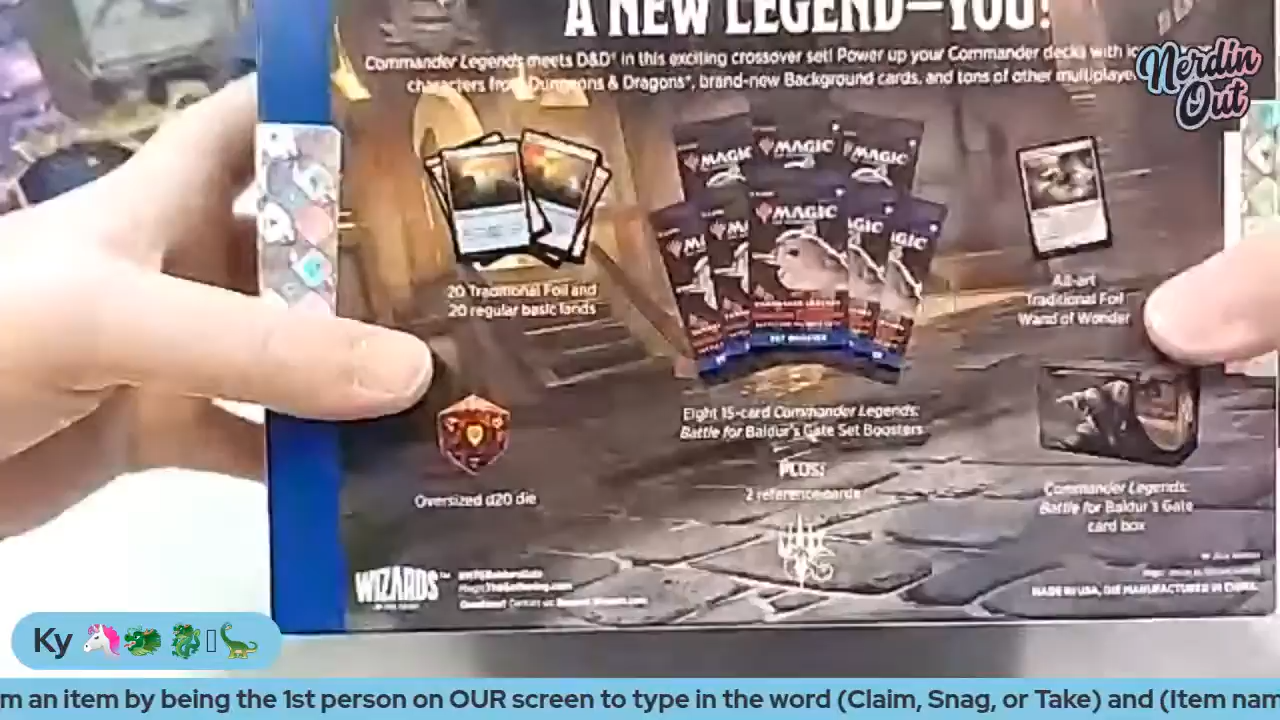 A NEW LEGEND—YOU!
Commander Legends meets D&D® in this exciting crossover set! Power up your Commander decks with
characters from Dungeons & Dragons®, brand-new Background cards, and tons of other multiplayer
Nerdin
Out
MAGIC
MAGIC
MAGIC
MAGIC
20 Traditional Foil and
20 regular basic lands
Alt-art
Traditional Foil
Wand of Wonder
SET BOOSTER
Eight 15-card Commander Legends:
Battle for Baldur's Gate Set Boosters
PLUS:
2 reference cards
Oversized d20 die
Commander Legends:
Battle for Baldur's Gate
card box
WIZARDS™
MADE IN USA, DIE MANUFACTURED IN CHINA.
Ky
m an item by being the 1st person on OUR screen to type in the word (Claim, Snag, or Take) and (Item nam